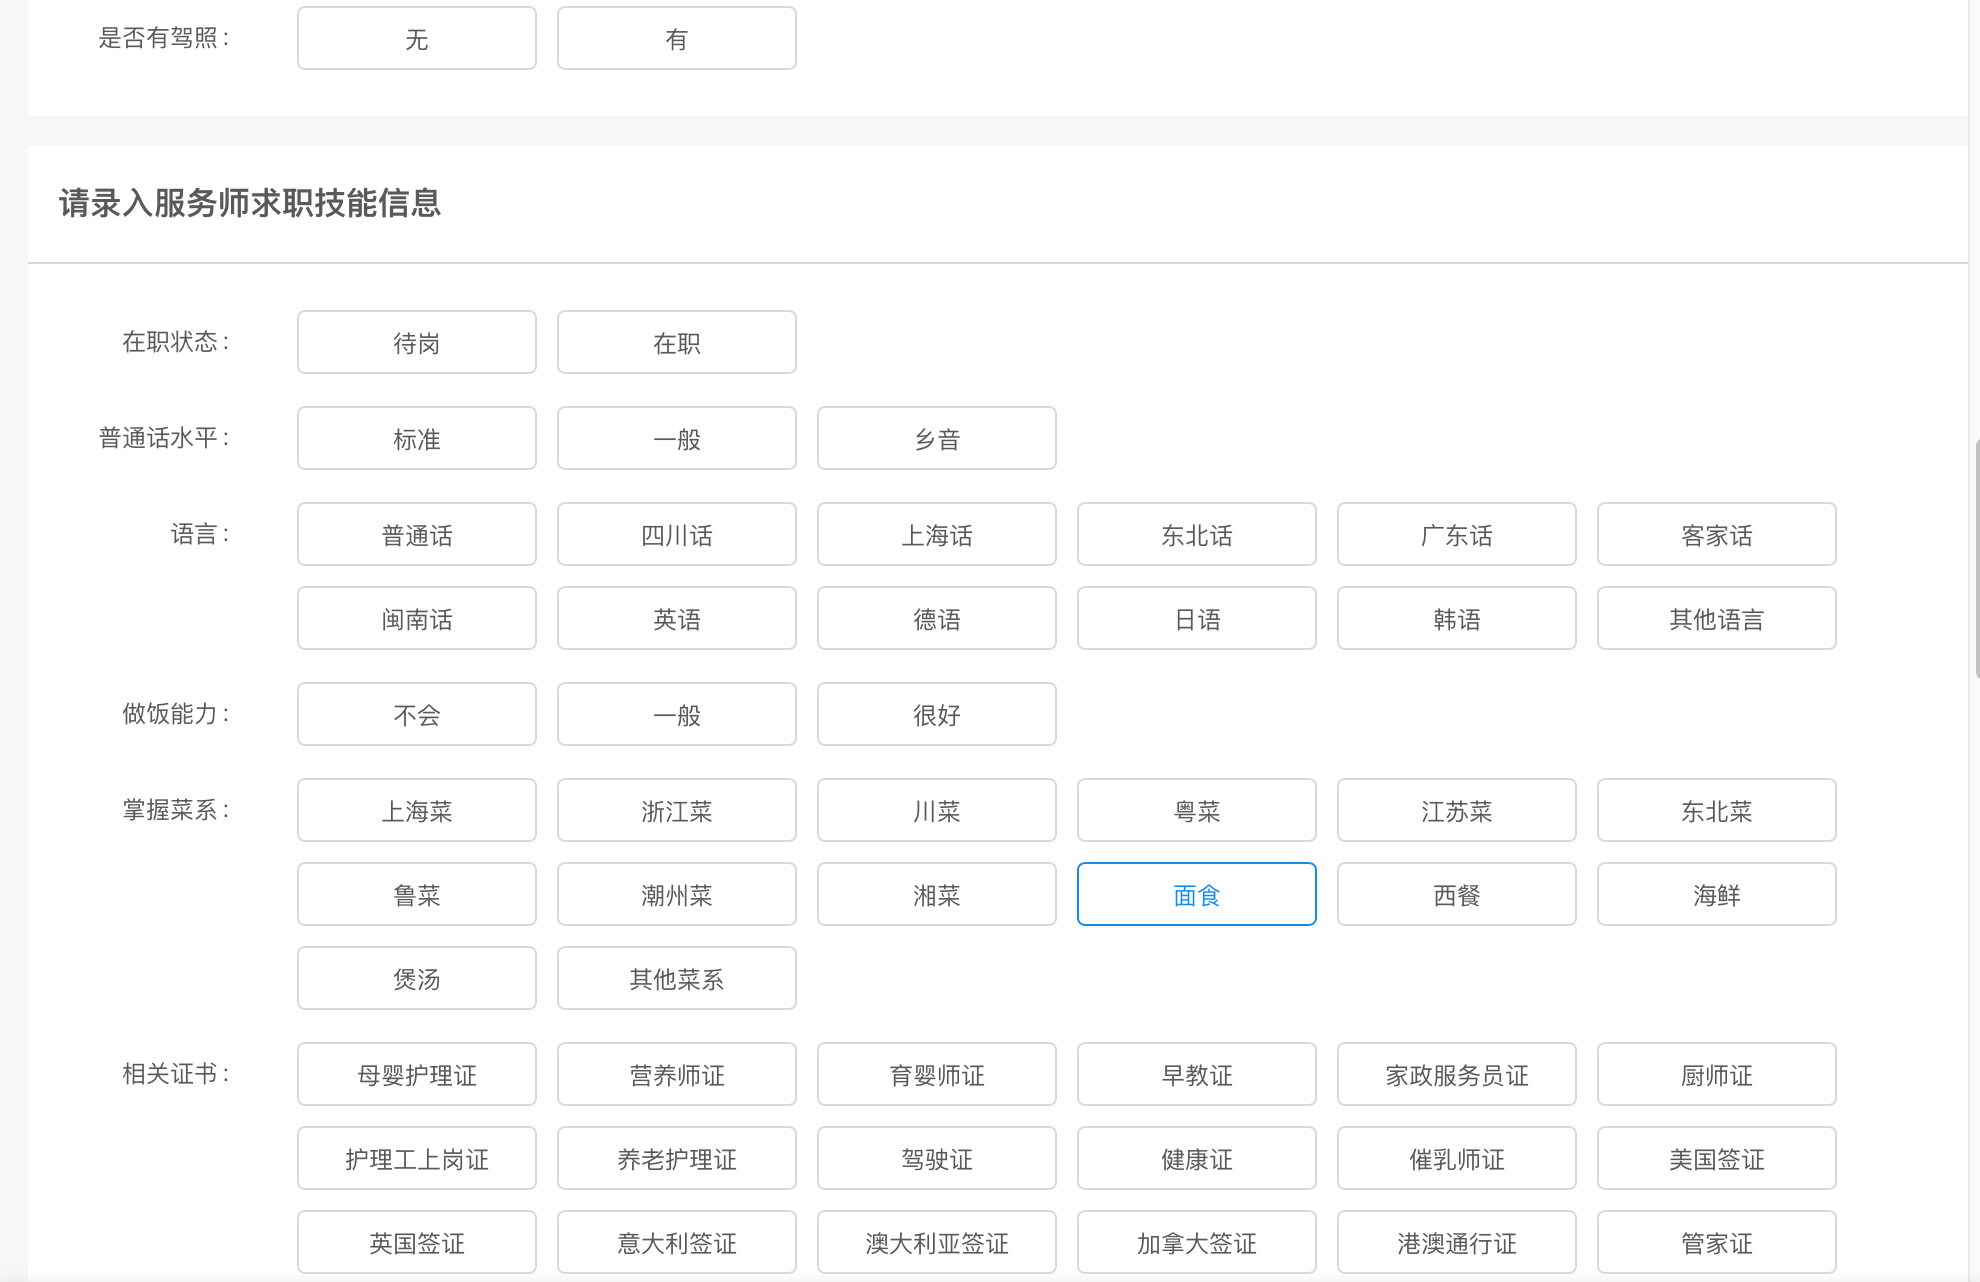 是否有驾照: 无 有
请录入服务师求职技能信息
在职状态: 待岗 在职
普通话水平: 标准 一般 乡音
语言: 普通话 四川话 上海话 东北话 广东话 客家话
闽南话 英语 德语 日语 韩语 其他语言
做饭能力: 不会 一般 很好
掌握菜系: 上海菜 浙江菜 川菜 粤菜 江苏菜 东北菜
鲁菜 潮州菜 湘菜 面食 西餐 海鲜
煲汤 其他菜系
相关证书: 母婴护理证 营养师证 育婴师证 早教证 家政服务员证 厨师证
护理工上岗证 养老护理证 驾驶证 健康证 催乳师证 美国签证
英国签证 意大利签证 澳大利亚签证 加拿大签证 港澳通行证 管家证